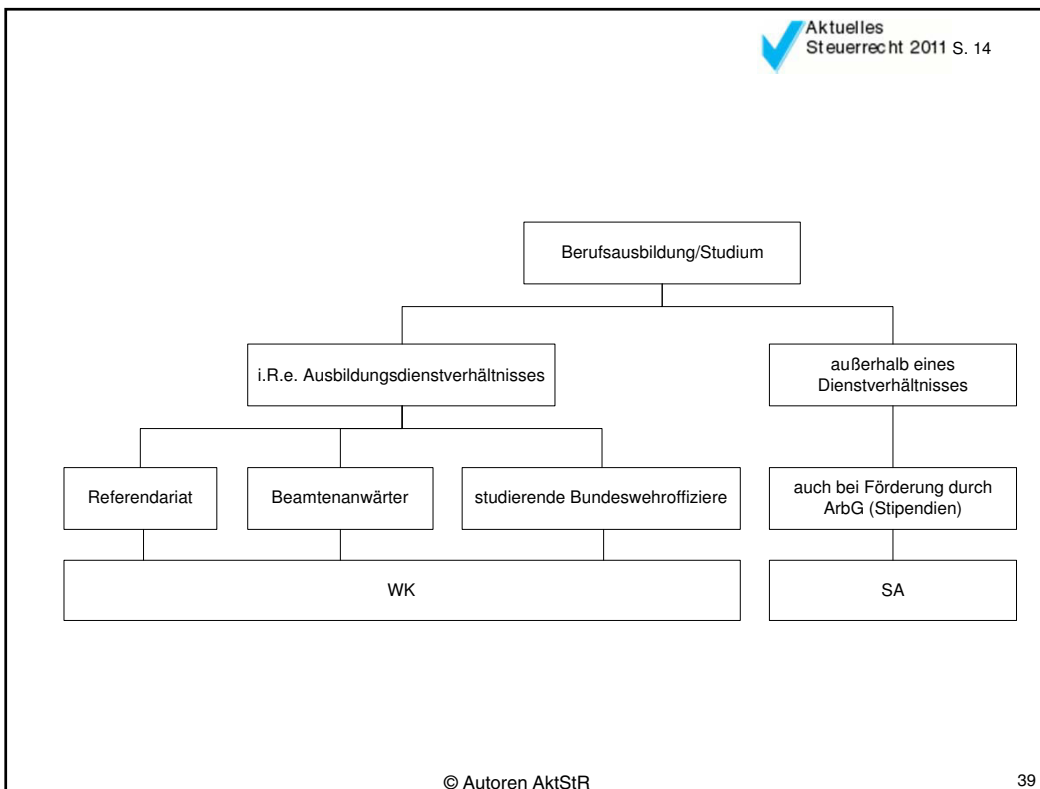 Aktuelles
Steuerrecht 2011 S. 14
Berufsausbildung/Studium
i.R.e. Ausbildungsdienstverhältnisses
außerhalb eines
Dienstverhältnisses
Referendariat
Beamtenanwärter
studierende Bundeswehroffiziere
auch bei Förderung durch
ArbG (Stipendien)
WK
SA
© Autoren AktStR
39